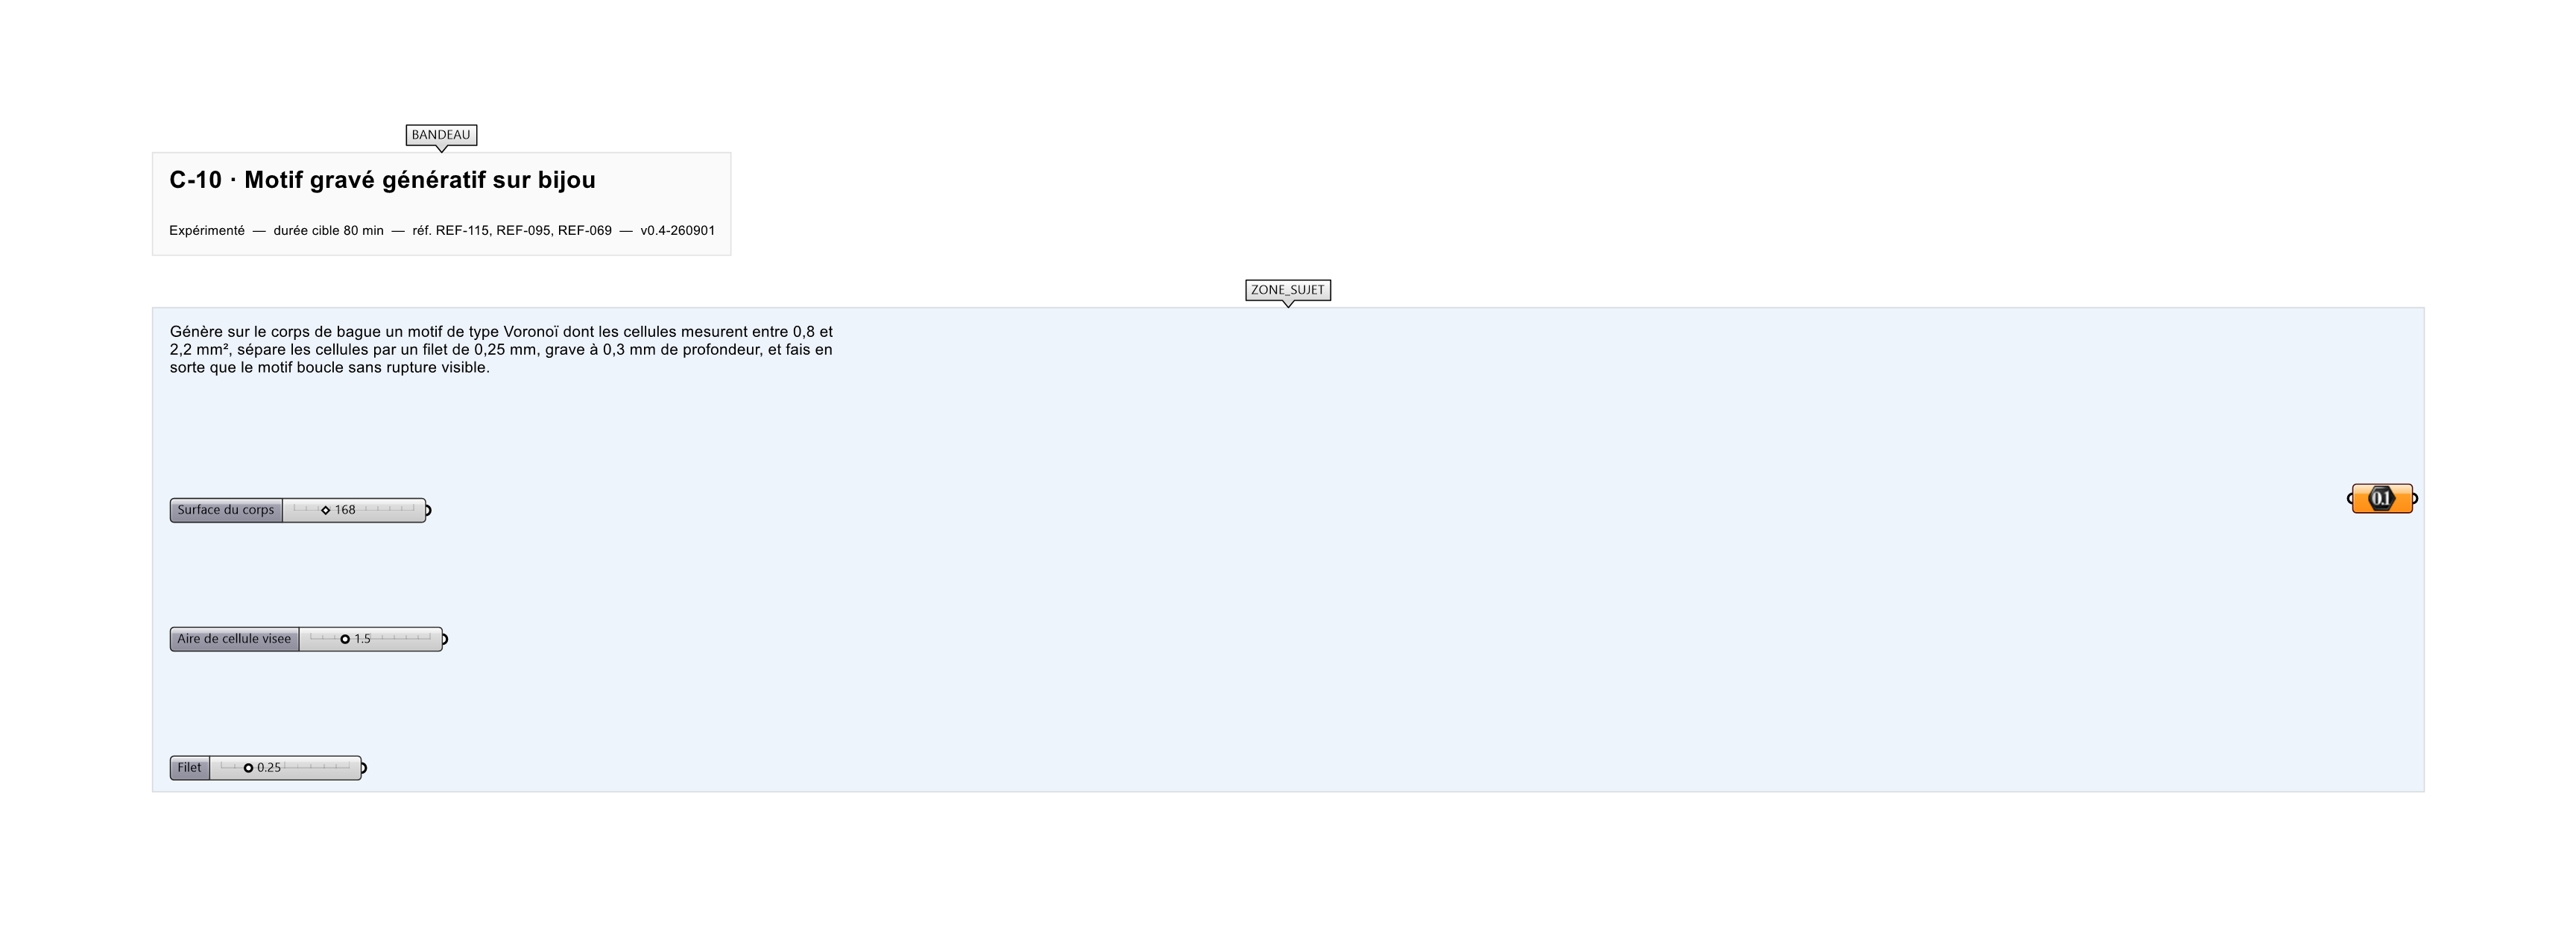 BANDEAU
C-10 · Motif gravé génératif sur bijou
Expérimenté — durée cible 80 min — réf. REF-115, REF-095, REF-069 — v0.4-260901
ZONE_SUJET
Génère sur le corps de bague un motif de type Voronoï dont les cellules mesurent entre 0,8 et
2,2 mm², sépare les cellules par un filet de 0,25 mm, grave à 0,3 mm de profondeur, et fais en
sorte que le motif boucle sans rupture visible.
Surface du corps 168
0.1
Aire de cellule visee 1.5
Filet 0.25